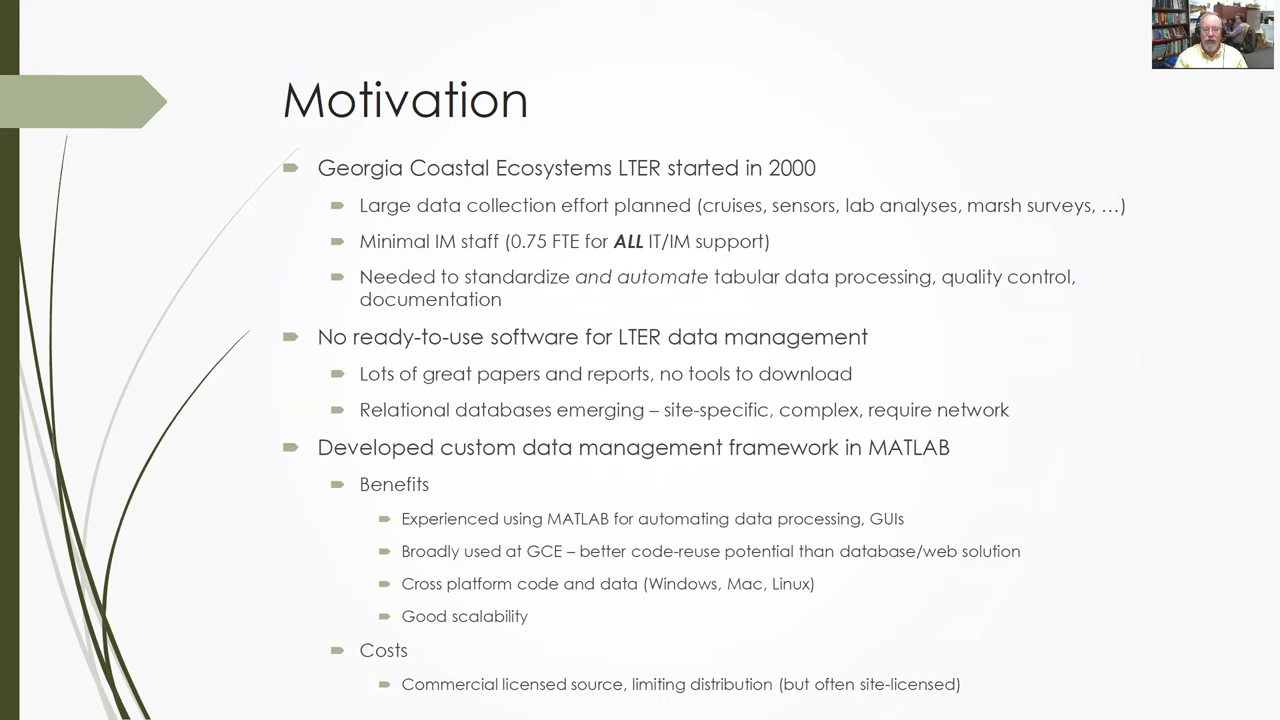 Motivation
Georgia Coastal Ecosystems LTER started in 2000
Large data collection effort planned (cruises, sensors, lab analyses, marsh surveys, …)
Minimal IM staff (0.75 FTE for ALL IT/IM support)
Needed to standardize and automate tabular data processing, quality control,
documentation
No ready-to-use software for LTER data management
Lots of great papers and reports, no tools to download
Relational databases emerging – site-specific, complex, require network
Developed custom data management framework in MATLAB
Benefits
Experienced using MATLAB for automating data processing, GUIs
Broadly used at GCE – better code-reuse potential than database/web solution
Cross platform code and data (Windows, Mac, Linux)
Good scalability
Costs
Commercial licensed source, limiting distribution (but often site-licensed)